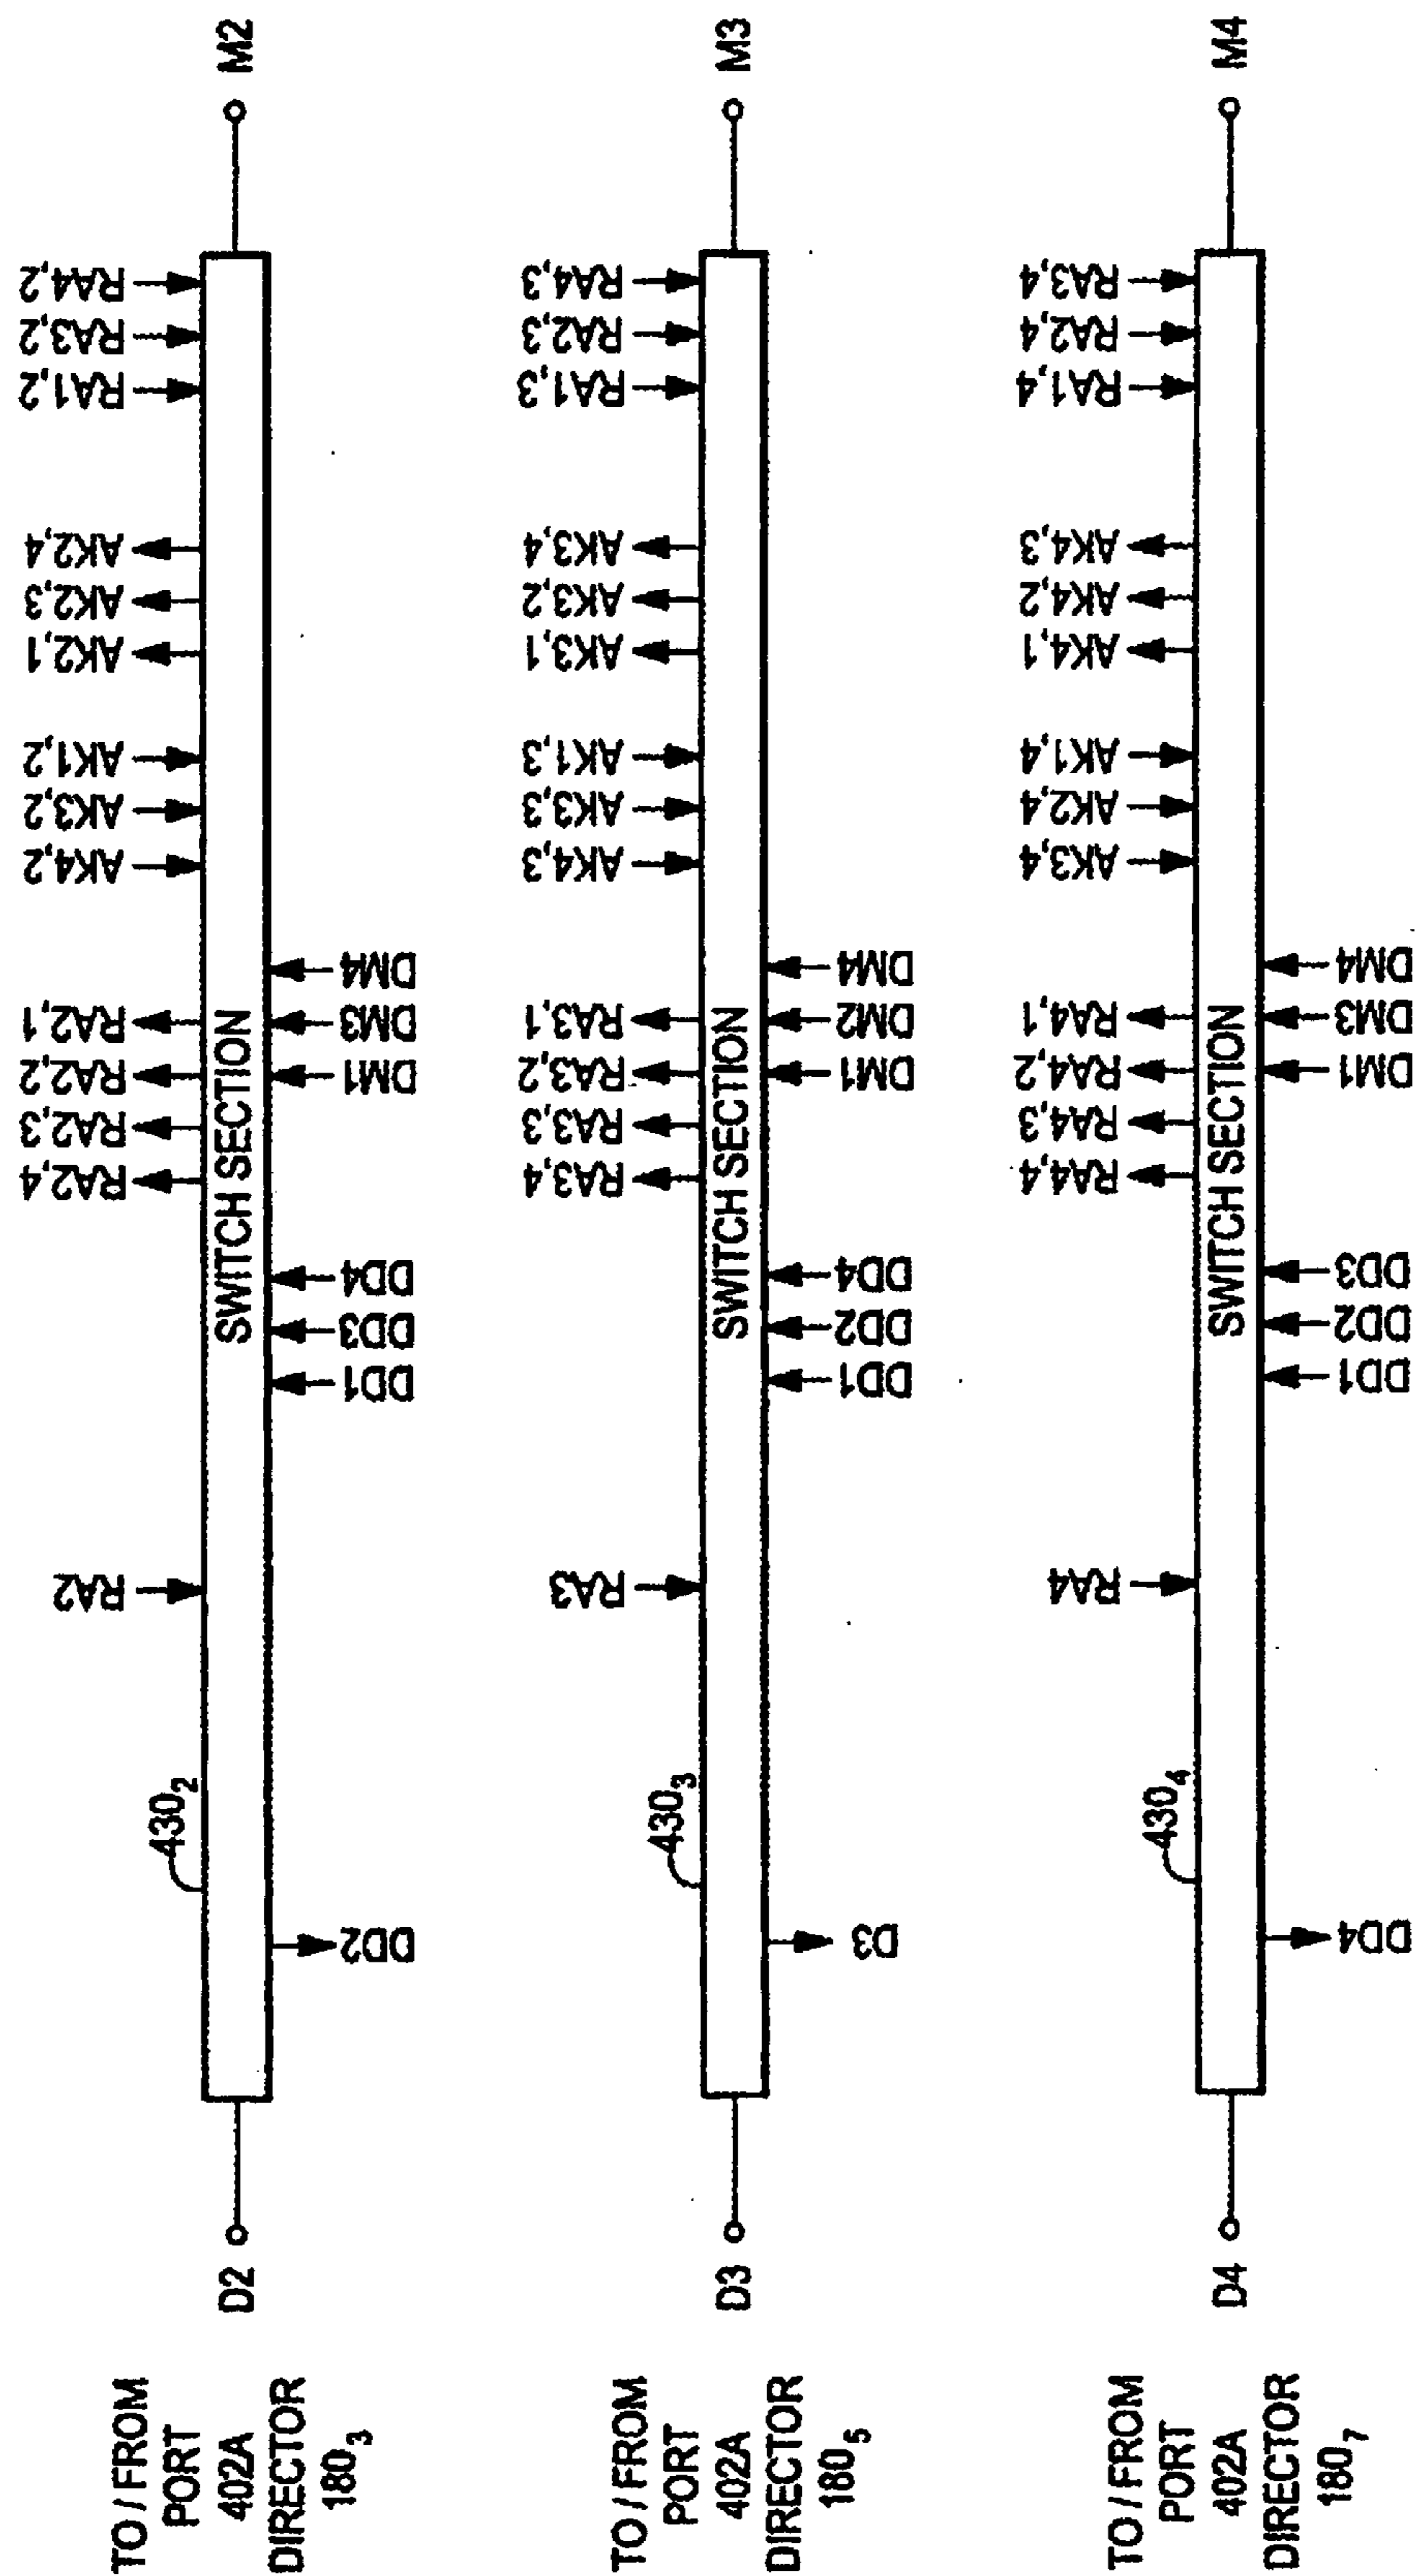 TO / FROM
PORT
402A
DIRECTOR
180₃
D2
430₂
RA2
RA2,4
RA2,3
RA2,2
RA2,1
AK4,2
AK3,2
AK1,2
AK2,1
AK2,3
AK2,4
RA1,2
RA3,2
RA4,2
SWITCH SECTION
M2
DD2
DD1
DD3
DD4
DM1
DM3
DM4
TO / FROM
PORT
402A
DIRECTOR
180₅
D3
430₃
RA3
RA3,4
RA3,3
RA3,2
RA3,1
AK4,3
AK3,3
AK1,3
AK3,1
AK3,2
AK3,4
RA1,3
RA2,3
RA4,3
SWITCH SECTION
M3
D3
DD1
DD2
DD4
DM1
DM2
DM4
TO / FROM
PORT
402A
DIRECTOR
180₇
D4
430₄
RA4
RA4,4
RA4,3
RA4,2
RA4,1
AK3,4
AK2,4
AK1,4
AK4,1
AK4,2
AK4,3
RA1,4
RA2,4
RA3,4
SWITCH SECTION
M4
DD4
DD1
DD2
DD3
DM1
DM3
DM4